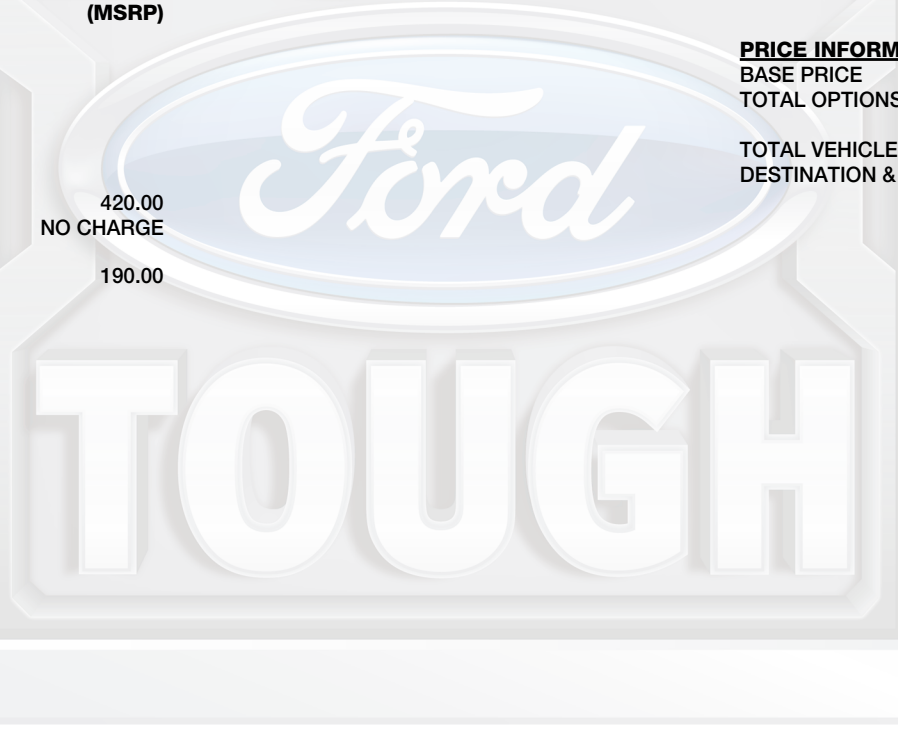 (MSRP)
420.00
NO CHARGE
190.00
PRICE INFORM
BASE PRICE
TOTAL OPTIONS
TOTAL VEHICLE
DESTINATION &
Ford
TOUGH